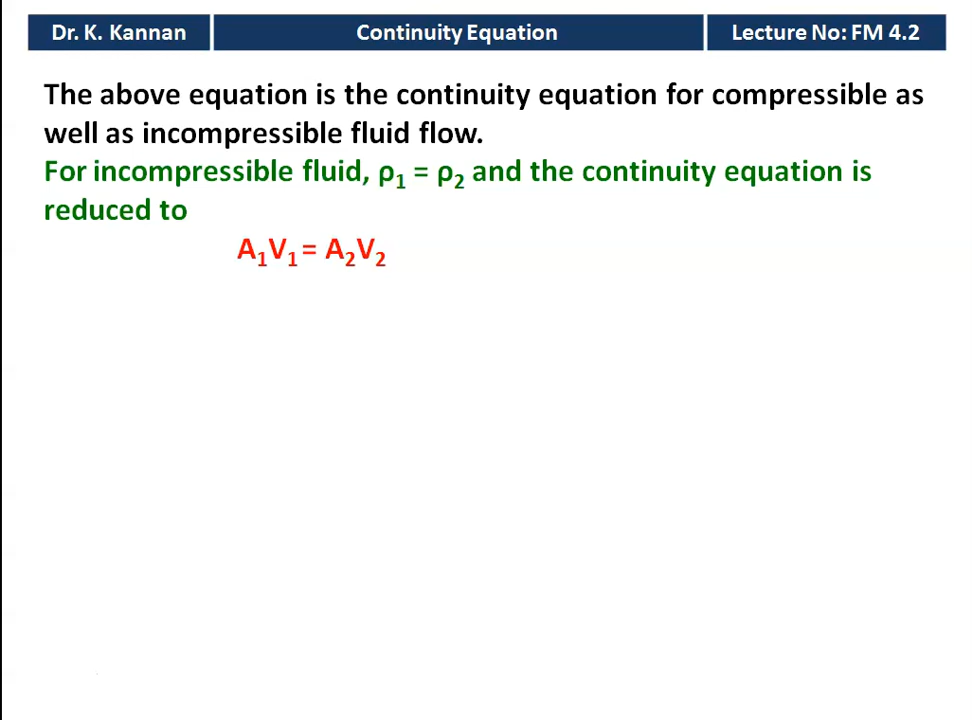 Dr. K. Kannan Continuity Equation Lecture No: FM 4.2
The above equation is the continuity equation for compressible as
well as incompressible fluid flow.
For incompressible fluid, ρ₁ = ρ₂ and the continuity equation is
reduced to
A₁V₁ = A₂V₂